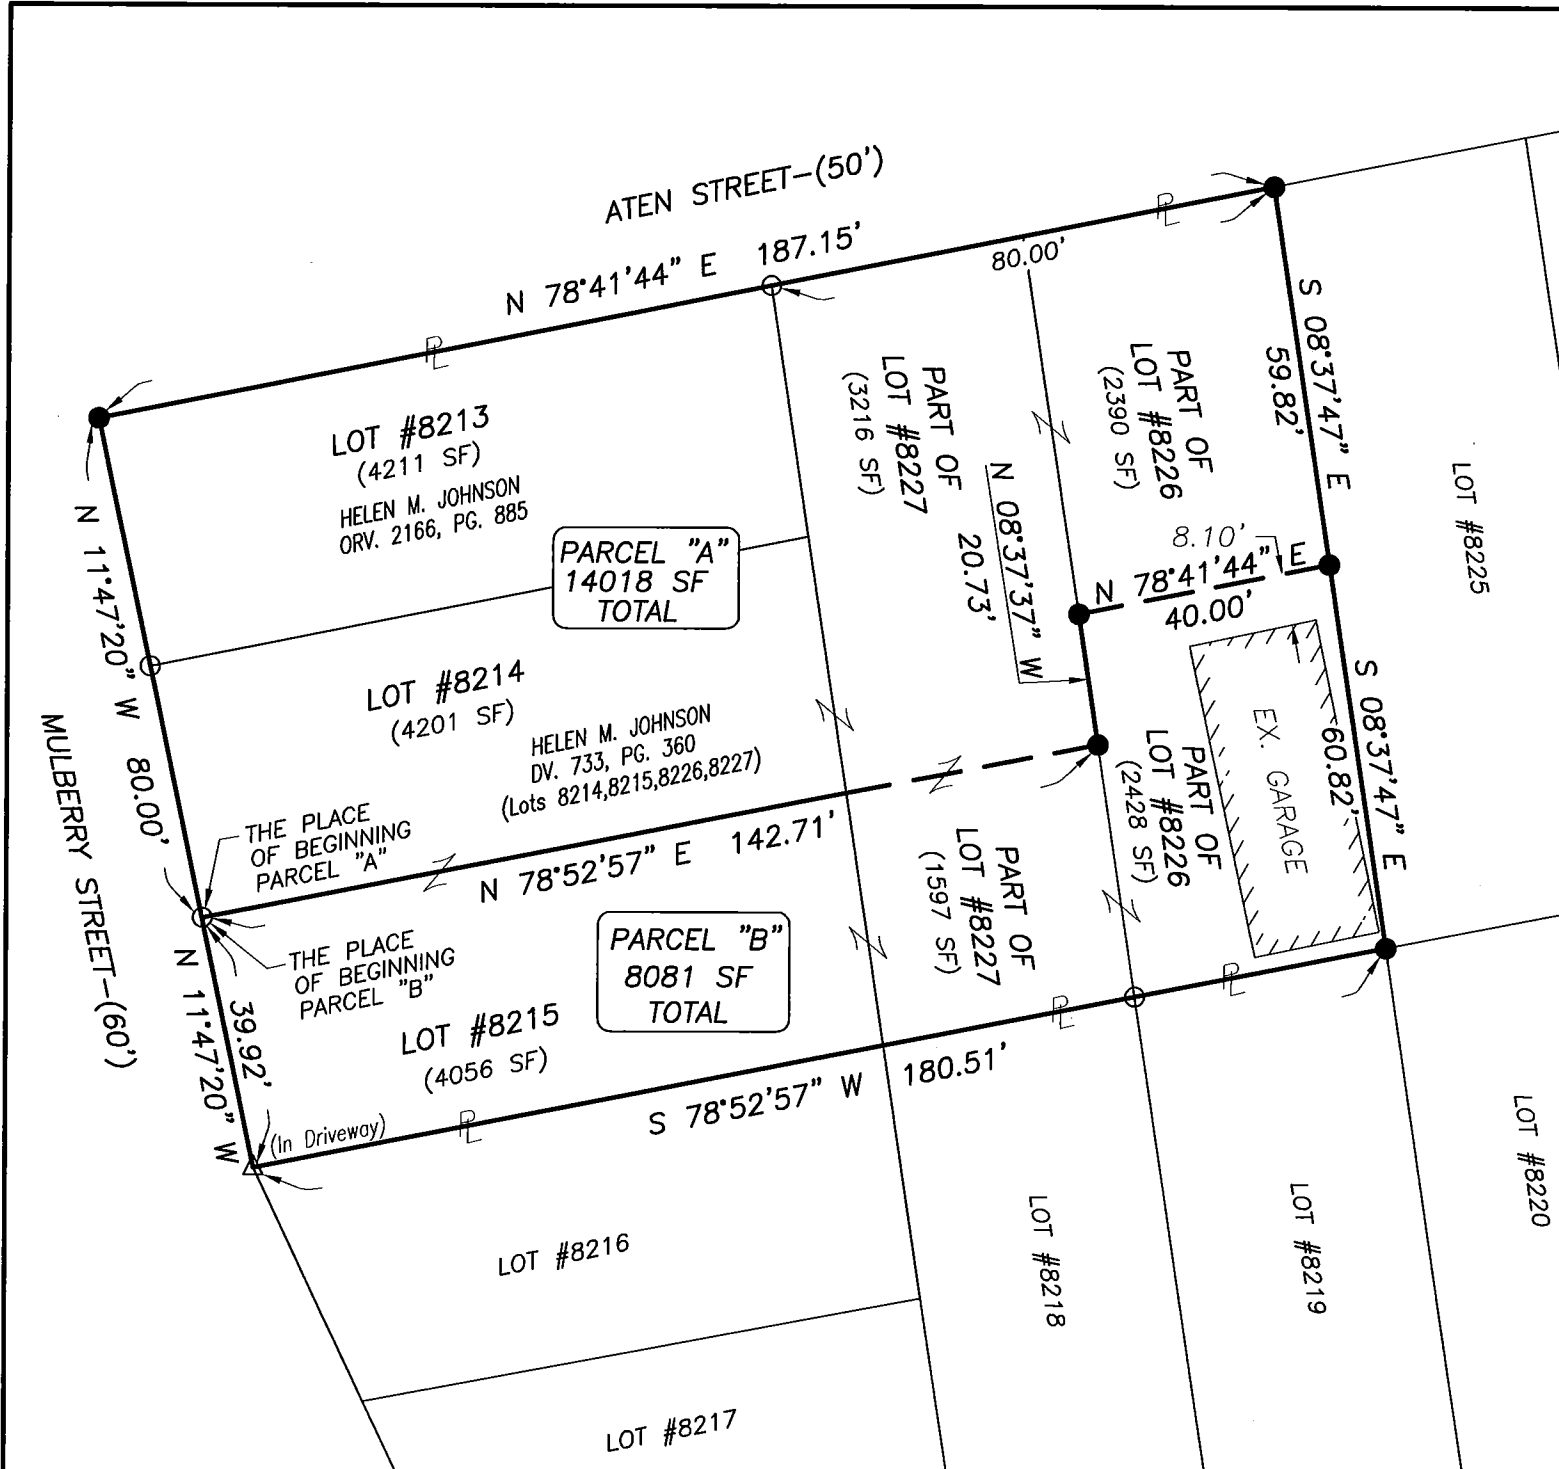 ATEN STREET-(50')
N 78°41'44" E 187.15'
80.00'
PL
PL
S 08°37'47" E
59.82'
LOT #8213
(4211 SF)
HELEN M. JOHNSON
ORV. 2166, PG. 885
PARCEL "A"
14018 SF
TOTAL
PART OF
LOT #8227
(3216 SF)
PART OF
LOT #8226
(2390 SF)
LOT #8225
N 08°37'37" W
20.73'
8.10'
N 78°41'44" E
40.00'
N 11°47'20" W 80.00'
MULBERRY STREET-(60')
LOT #8214
(4201 SF)
HELEN M. JOHNSON
DV. 733, PG. 360
(Lots 8214,8215,8226,8227)
THE PLACE
OF BEGINNING
PARCEL "A"
N 78°52'57" E 142.71'
S 08°37'47" E
60.82'
EX. GARAGE
PART OF
LOT #8226
(2428 SF)
PART OF
LOT #8227
(1597 SF)
THE PLACE
OF BEGINNING
PARCEL "B"
PARCEL "B"
8081 SF
TOTAL
N 11°47'20" W
39.92'
LOT #8215
(4056 SF)
(In Driveway)
PL
PL
PL
S 78°52'57" W 180.51'
LOT #8216
LOT #8217
LOT #8218
LOT #8219
LOT #8220